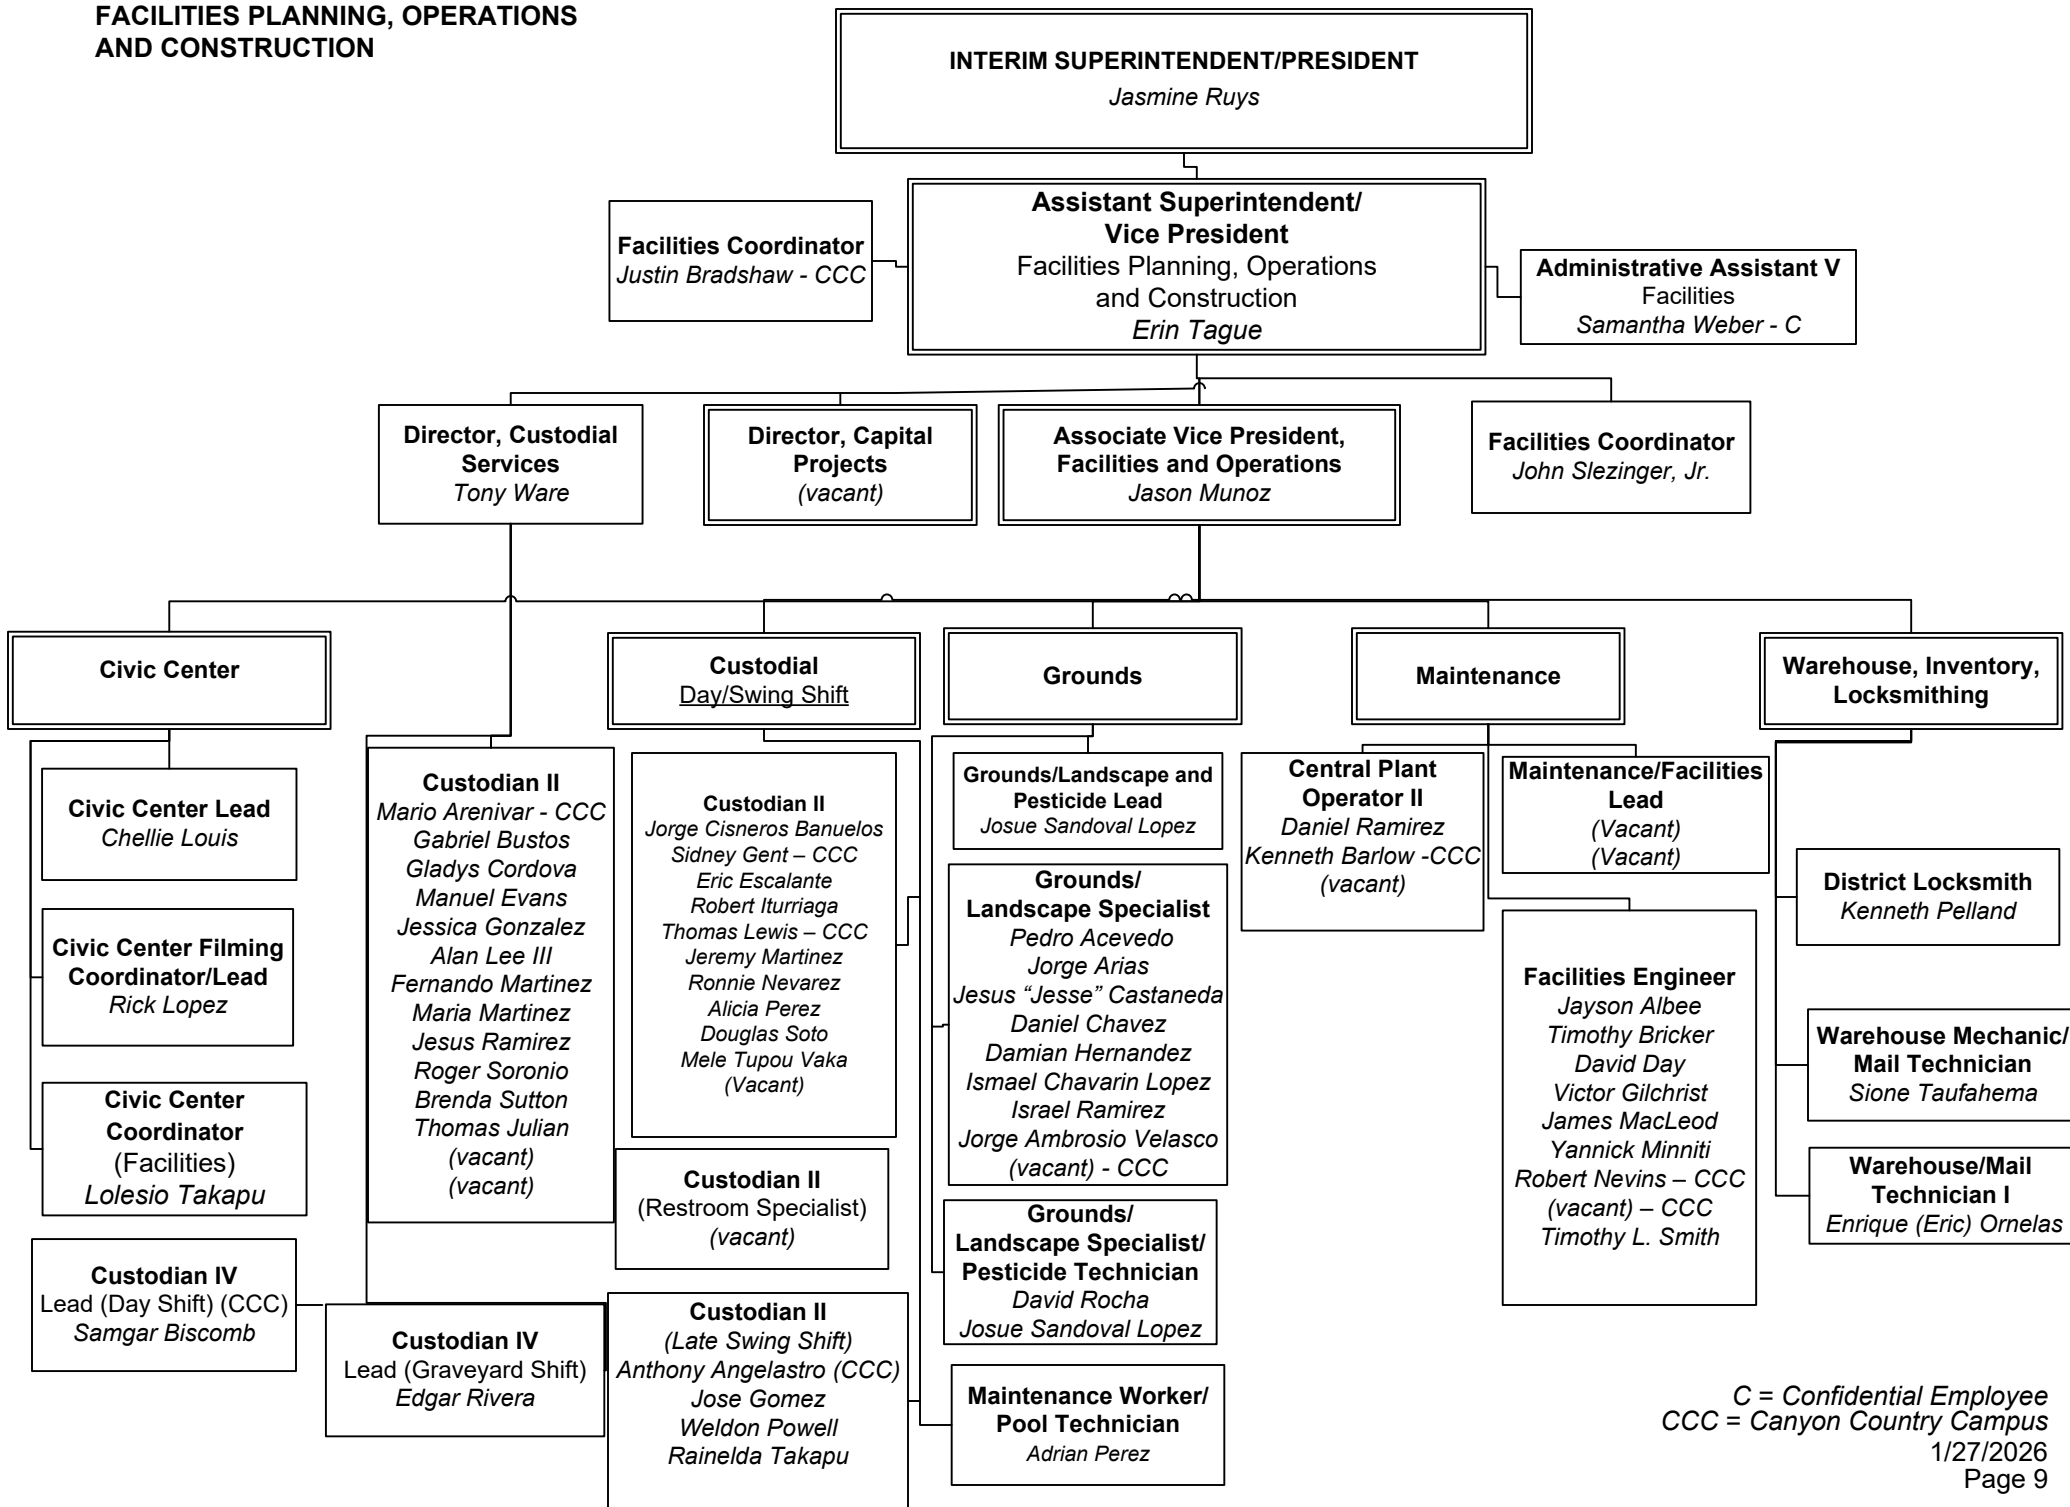 FACILITIES PLANNING, OPERATIONS
AND CONSTRUCTION
INTERIM SUPERINTENDENT/PRESIDENT
Jasmine Ruys
Facilities Coordinator
Justin Bradshaw - CCC
Assistant Superintendent/
Vice President
Facilities Planning, Operations
and Construction
Erin Tague
Administrative Assistant V
Facilities
Samantha Weber - C
Director, Custodial
Services
Tony Ware
Director, Capital
Projects
(vacant)
Associate Vice President,
Facilities and Operations
Jason Munoz
Facilities Coordinator
John Slezinger, Jr.
Civic Center
Custodial
Day/Swing Shift
Grounds
Maintenance
Warehouse, Inventory,
Locksmithing
Civic Center Lead
Chellie Louis
Civic Center Filming
Coordinator/Lead
Rick Lopez
Civic Center
Coordinator
(Facilities)
Lolesio Takapu
Custodian IV
Lead (Day Shift) (CCC)
Samgar Biscomb
Custodian II
Mario Arenivar - CCC
Gabriel Bustos
Gladys Cordova
Manuel Evans
Jessica Gonzalez
Alan Lee III
Fernando Martinez
Maria Martinez
Jesus Ramirez
Roger Soronio
Brenda Sutton
Thomas Julian
(vacant)
(vacant)
Custodian IV
Lead (Graveyard Shift)
Edgar Rivera
Custodian II
Jorge Cisneros Banuelos
Sidney Gent – CCC
Eric Escalante
Robert Iturriaga
Thomas Lewis – CCC
Jeremy Martinez
Ronnie Nevarez
Alicia Perez
Douglas Soto
Mele Tupou Vaka
(Vacant)
Custodian II
(Restroom Specialist)
(vacant)
Custodian II
(Late Swing Shift)
Anthony Angelastro (CCC)
Jose Gomez
Weldon Powell
Rainelda Takapu
Grounds/Landscape and
Pesticide Lead
Josue Sandoval Lopez
Grounds/
Landscape Specialist
Pedro Acevedo
Jorge Arias
Jesus “Jesse” Castaneda
Daniel Chavez
Damian Hernandez
Ismael Chavarin Lopez
Israel Ramirez
Jorge Ambrosio Velasco
(vacant) - CCC
Grounds/
Landscape Specialist/
Pesticide Technician
David Rocha
Josue Sandoval Lopez
Maintenance Worker/
Pool Technician
Adrian Perez
Central Plant
Operator II
Daniel Ramirez
Kenneth Barlow -CCC
(vacant)
Maintenance/Facilities
Lead
(Vacant)
(Vacant)
Facilities Engineer
Jayson Albee
Timothy Bricker
David Day
Victor Gilchrist
James MacLeod
Yannick Minniti
Robert Nevins – CCC
(vacant) – CCC
Timothy L. Smith
District Locksmith
Kenneth Pelland
Warehouse Mechanic/
Mail Technician
Sione Taufahema
Warehouse/Mail
Technician I
Enrique (Eric) Ornelas
C = Confidential Employee
CCC = Canyon Country Campus
1/27/2026
Page 9